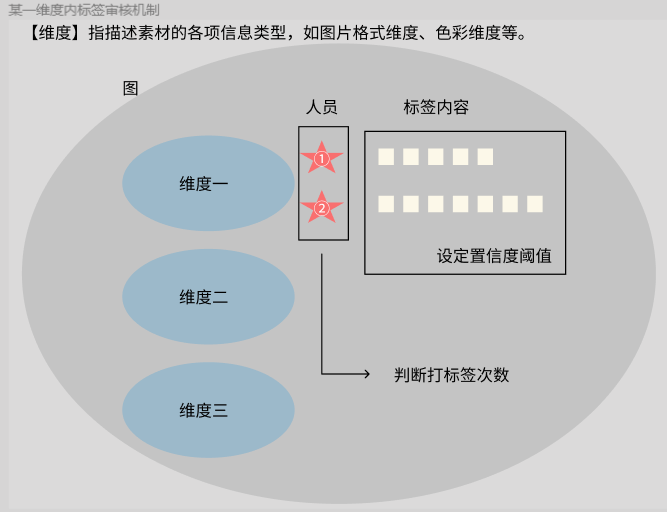 某一维度内标签审核机制
【维度】指描述素材的各项信息类型，如图片格式维度、色彩维度等。
图
人员
标签内容
维度一
①
②
设定置信度阈值
维度二
判断打标签次数
维度三